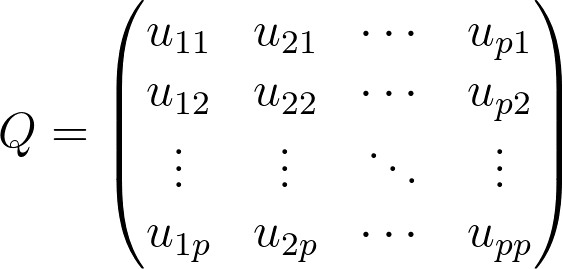 Q = \begin{pmatrix} u_{11} & u_{21} & \cdots & u_{p1} \\
u_{12} & u_{22} & \cdots & u_{p2} \\
\vdots & \vdots & \ddots & \vdots \\
u_{1p} & u_{2p} & \cdots & u_{pp} \end{pmatrix}